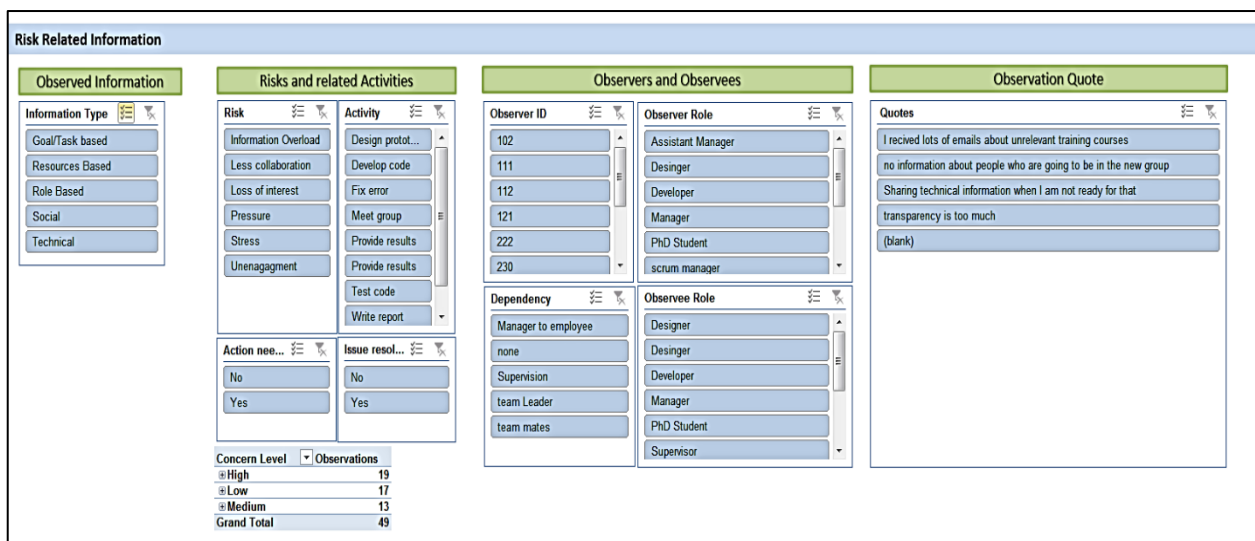 Risk Related Information
Observed Information
Risks and related Activities
Observers and Observees
Observation Quote
Information Type
Goal/Task based
Resources Based
Role Based
Social
Technical
Risk
Information Overload
Less collaboration
Loss of interest
Pressure
Stress
Unenagagment
Activity
Design protot...
Develop code
Fix error
Meet group
Provide results
Provide results
Test code
Write report
Action nee...
No
Yes
Issue resol...
No
Yes
Concern Level Observations
High 19
Low 17
Medium 13
Grand Total 49
Observer ID
102
111
112
121
222
230
Observer Role
Assistant Manager
Desinger
Developer
Manager
PhD Student
scrum manager
Dependency
Manager to employee
none
Supervision
team Leader
team mates
Observee Role
Designer
Desinger
Developer
Manager
PhD Student
Supervisor
Quotes
I recived lots of emails about unrelevant training courses
no information about people who are going to be in the new group
Sharing technical information when I am not ready for that
transparency is too much
(blank)